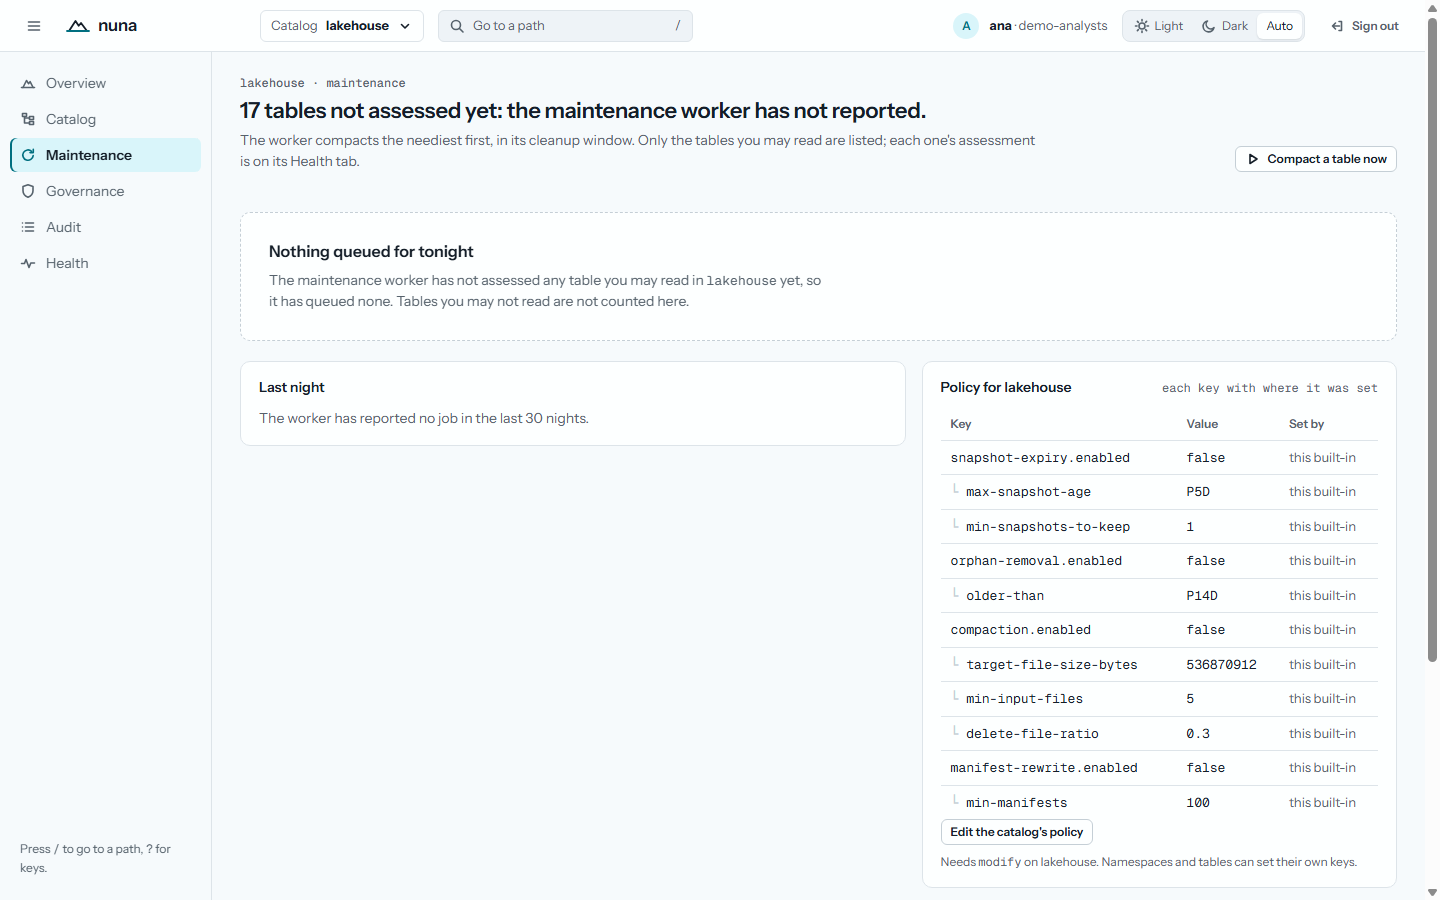 nuna
Catalog lakehouse
Go to a path /
A ana · demo-analysts
Light Dark Auto
Sign out
Overview
Catalog
Maintenance
Governance
Audit
Health
Press / to go to a path, ? for
keys.
lakehouse · maintenance
17 tables not assessed yet: the maintenance worker has not reported.
The worker compacts the neediest first, in its cleanup window. Only the tables you may read are listed; each one's assessment
is on its Health tab.
Compact a table now
Nothing queued for tonight
The maintenance worker has not assessed any table you may read in lakehouse yet, so
it has queued none. Tables you may not read are not counted here.
Last night
The worker has reported no job in the last 30 nights.
Policy for lakehouse each key with where it was set
Key Value Set by
snapshot-expiry.enabled false this built-in
└ max-snapshot-age P5D this built-in
└ min-snapshots-to-keep 1 this built-in
orphan-removal.enabled false this built-in
└ older-than P14D this built-in
compaction.enabled false this built-in
└ target-file-size-bytes 536870912 this built-in
└ min-input-files 5 this built-in
└ delete-file-ratio 0.3 this built-in
manifest-rewrite.enabled false this built-in
└ min-manifests 100 this built-in
Edit the catalog's policy
Needs modify on lakehouse. Namespaces and tables can set their own keys.